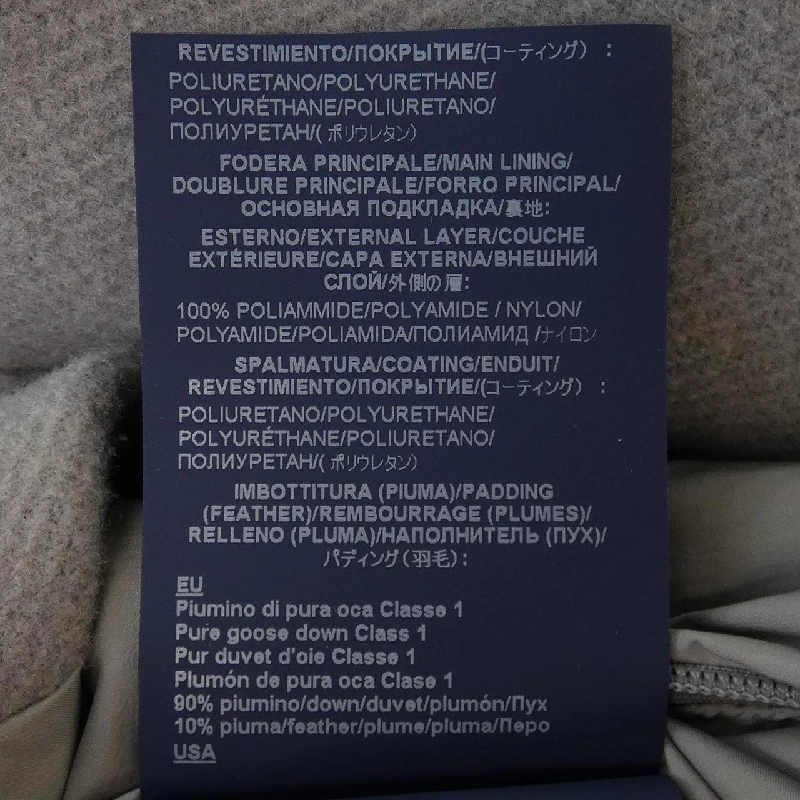 REVESTIMIENTO/ПОКРЫТИЕ/(コーティング) :
POLIURETANO/POLYURETHANE/
POLYURÉTHANE/POLIURETANO/
ПОЛИУРЕТАН/( ポリウレタン)
FODERA PRINCIPALE/MAIN LINING/
DOUBLURE PRINCIPALE/FORRO PRINCIPAL/
ОСНОВНАЯ ПОДКЛАДКА/裏地:
ESTERNO/EXTERNAL LAYER/COUCHE
EXTÉRIEURE/CAPA EXTERNA/ВНЕШНИЙ
СЛОЙ/外側の層:
100% POLIAMMIDE/POLYAMIDE / NYLON/
POLYAMIDE/POLIAMIDA/ПОЛИАМИД /ナイロン
SPALMATURA/COATING/ENDUIT/
REVESTIMIENTO/ПОКРЫТИЕ/(コーティング) :
POLIURETANO/POLYURETHANE/
POLYURÉTHANE/POLIURETANO/
ПОЛИУРЕТАН/( ポリウレタン)
IMBOTTITURA (PIUMA)/PADDING
(FEATHER)/REMBOURRAGE (PLUMES)/
RELLENO (PLUMA)/НАПОЛНИТЕЛЬ (ПУХ)/
パディング(羽毛):
EU
Piumino di pura oca Classe 1
Pure goose down Class 1
Pur duvet d'oie Classe 1
Plumón de pura oca Clase 1
90% piumino/down/duvet/plumón/Пух
10% piuma/feather/plume/pluma/Перо
USA